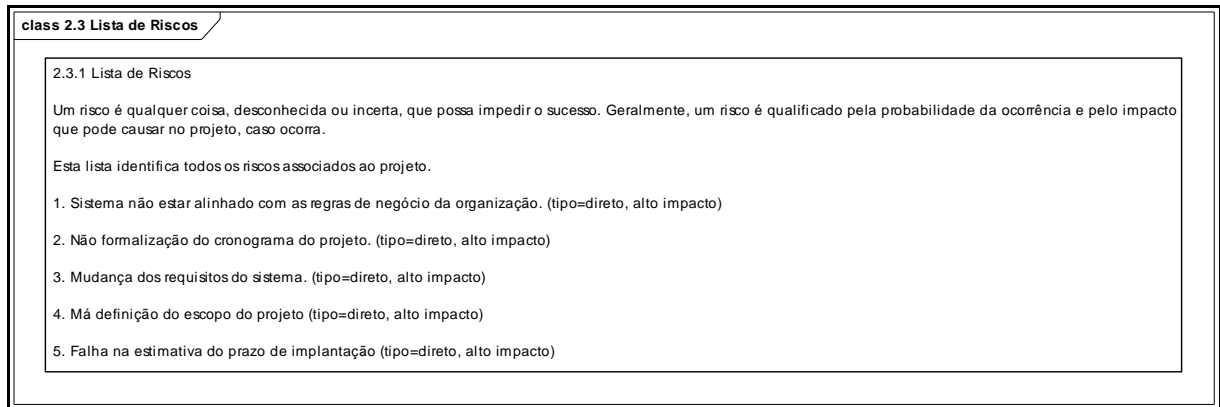 class 2.3 Lista de Riscos
2.3.1 Lista de Riscos
Um risco é qualquer coisa, desconhecida ou incerta, que possa impedir o sucesso. Geralmente, um risco é qualificado pela probabilidade da ocorrência e pelo impacto
que pode causar no projeto, caso ocorra.
Esta lista identifica todos os riscos associados ao projeto.
1. Sistema não estar alinhado com as regras de negócio da organização. (tipo=direto, alto impacto)
2. Não formalização do cronograma do projeto. (tipo=direto, alto impacto)
3. Mudança dos requisitos do sistema. (tipo=direto, alto impacto)
4. Má definição do escopo do projeto (tipo=direto, alto impacto)
5. Falha na estimativa do prazo de implantação (tipo=direto, alto impacto)